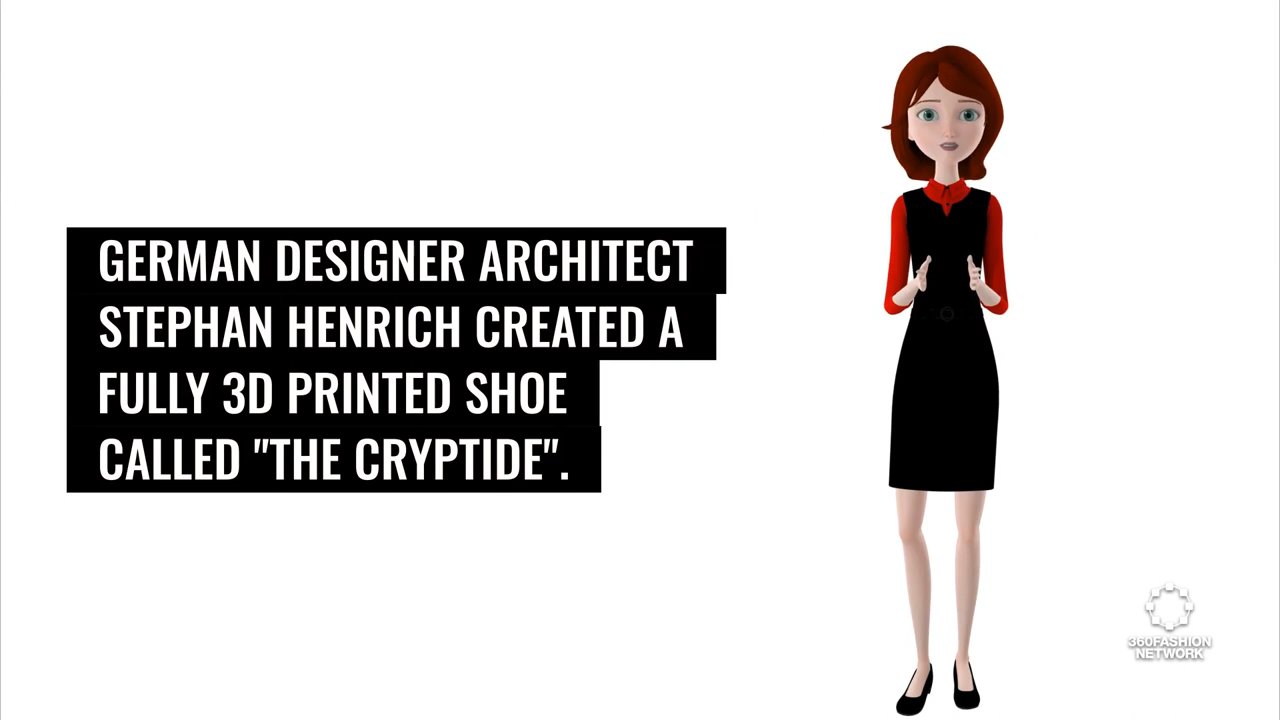 GERMAN DESIGNER ARCHITECT
STEPHAN HENRICH CREATED A
FULLY 3D PRINTED SHOE
CALLED "THE CRYPTIDE".
360FASHION
NETWORK